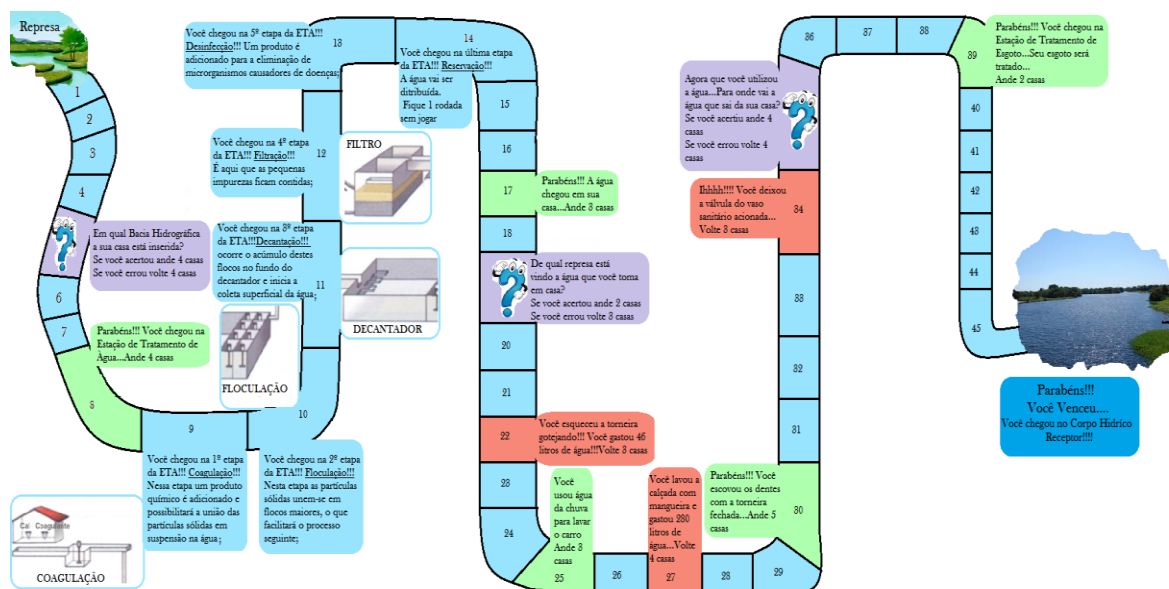 Represa
1
2
3
4
Em qual Bacia Hidrográfica
a sua casa está inserida?
Se você acertou ande 4 casas
Se você errou volte 4 casas
6
7
Parabéns!!! Você chegou na
Estação de Tratamento de
Água...Ande 4 casas
8
9
Você chegou na 1ª etapa
da ETA!!! Coagulação!!!
Nessa etapa um produto
químico é adicionado e
possibilitará a união das
partículas sólidas em
suspensão na água;
Cal Coagulante
COAGULAÇÃO
10
Você chegou na 2ª etapa
da ETA!!! Floculação!!!
Nesta etapa as partículas
sólidas unem-se em
flocos maiores, o que
facilitará o processo
seguinte;
FLOCULAÇÃO
11
Você chegou na 3ª etapa
da ETA!!!Decantação!!!
ocorre o acúmulo destes
flocos no fundo do
decantador e inicia a
coleta superficial da água;
DECANTADOR
12
Você chegou na 4ª etapa
da ETA!!! Filtração!!!
É aqui que as pequenas
impurezas ficam contidas;
FILTRO
13
Você chegou na 5ª etapa da ETA!!!
Desinfecção!!! Um produto é
adicionado para a eliminação de
microrganismos causadores de doenças;
14
Você chegou na última etapa
da ETA!!! Reservação!!!
A água vai ser
ditribuída.
Fique 1 rodada
sem jogar
15
16
17
Parabéns!!! A água
chegou em sua
casa...Ande 3 casas
18
De qual represa está
vindo a água que você toma
em casa?
Se você acertou ande 2 casas
Se você errou volte 3 casas
20
21
22
Você esqueceu a torneira
gotejando!!! Você gastou 46
litros de água!!!Volte 3 casas
23
24
Você
usou água
da chuva
para lavar
o carro
Ande 3
casas
25
26
Você lavou a
calçada com
mangueira e
gastou 280
litros de
água...Volte
4 casas
27
28
29
Parabéns!!! Você
escovou os dentes
com a torneira
fechada...Ande 5
casas
30
31
32
33
Ihhhh!!!! Você deixou
a válvula do vaso
sanitário acionada...
Volte 3 casas
34
Agora que você utilizou
a água...Para onde vai a
água que sai da sua casa?
Se você acertiu ande 4
casas
Se você errou volte 4
casas
36
37
38
39
Parabéns!!! Você chegou na
Estação de Tratamento de
Esgoto...Seu esgoto será
tratado...
Ande 2 casas
40
41
42
43
44
45
Parabéns!!!
Você Venceu....
Você chegou no Corpo Hídrico
Receptor!!!!